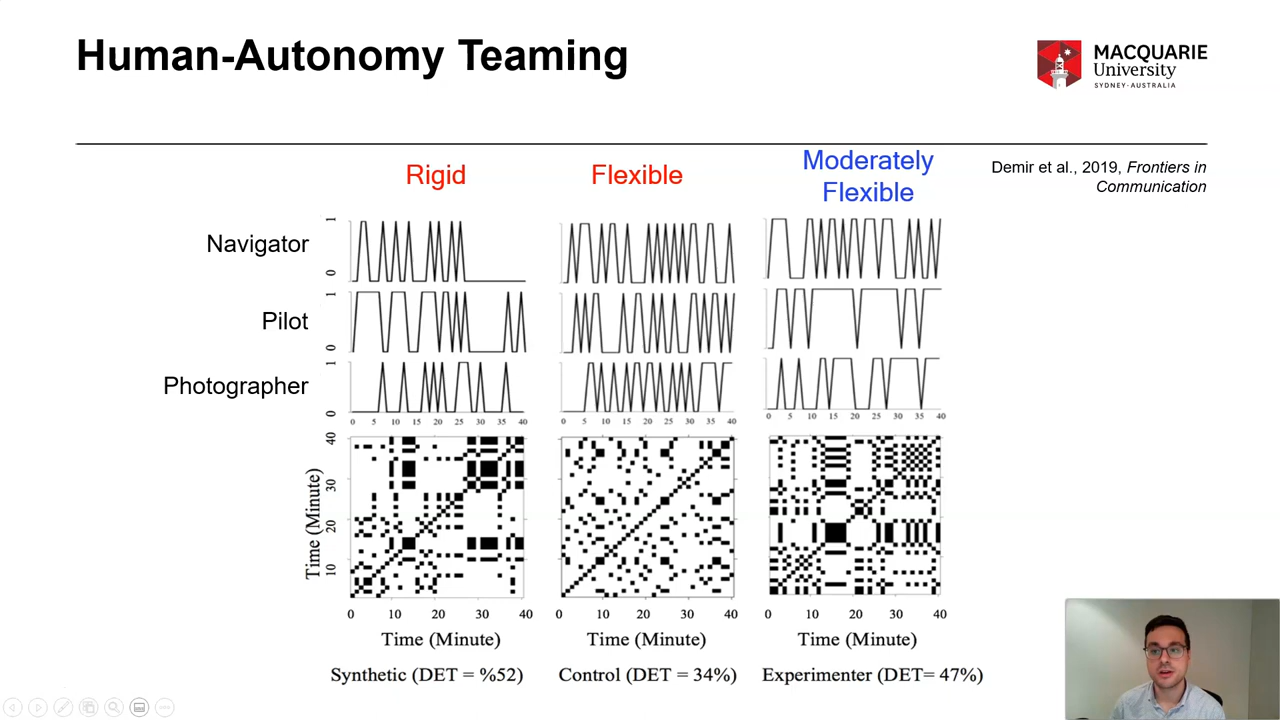 Human-Autonomy Teaming
MACQUARIE
University
SYDNEY·AUSTRALIA
Rigid
Flexible
Moderately
Flexible
Demir et al., 2019, Frontiers in
Communication
Navigator
1
0
Pilot
1
0
Photographer
1
0
0 5 10 15 20 25 30 35 40
0 5 10 15 20 25 30 35 40
0 5 10 15 20 25 30 35 40
Time (Minute)
40
30
20
10
0 10 20 30 40
0 10 20 30 40
0 10 20 30 40
Time (Minute)
Time (Minute)
Time (Minute)
Synthetic (DET = %52)
Control (DET = 34%)
Experimenter (DET= 47%)